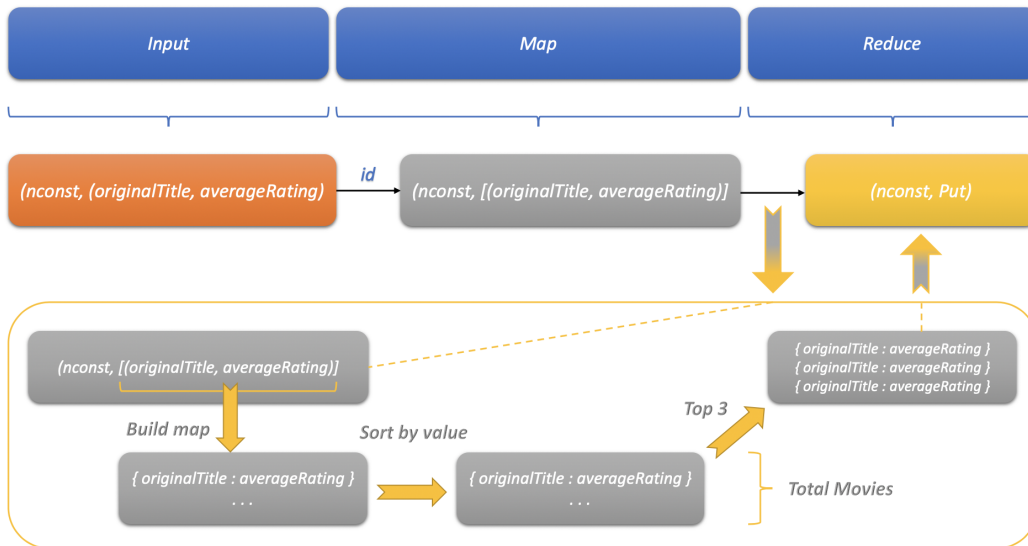 Input
Map
Reduce
(nconst, (originalTitle, averageRating)
id
(nconst, [(originalTitle, averageRating)]
(nconst, Put)
(nconst, [(originalTitle, averageRating)]
{ originalTitle : averageRating }
{ originalTitle : averageRating }
{ originalTitle : averageRating }
Build map
Sort by value
Top 3
{ originalTitle : averageRating }
. . .
{ originalTitle : averageRating }
. . .
Total Movies